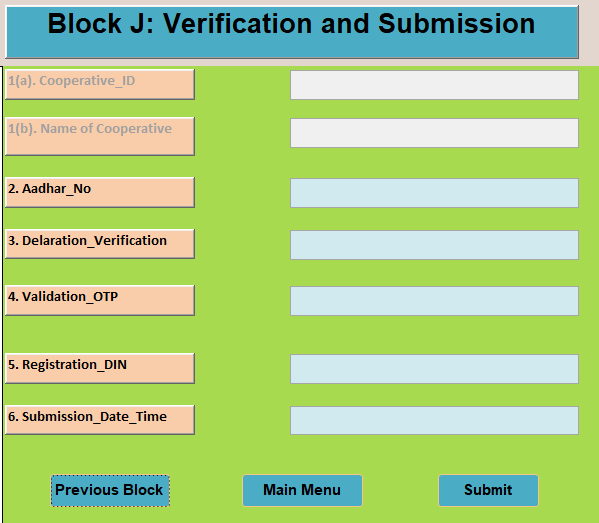 Block J: Verification and Submission
1(a). Cooperative_ID
1(b). Name of Cooperative
2. Aadhar_No
3. Delaration_Verification
4. Validation_OTP
5. Registration_DIN
6. Submission_Date_Time
Previous Block Main Menu Submit